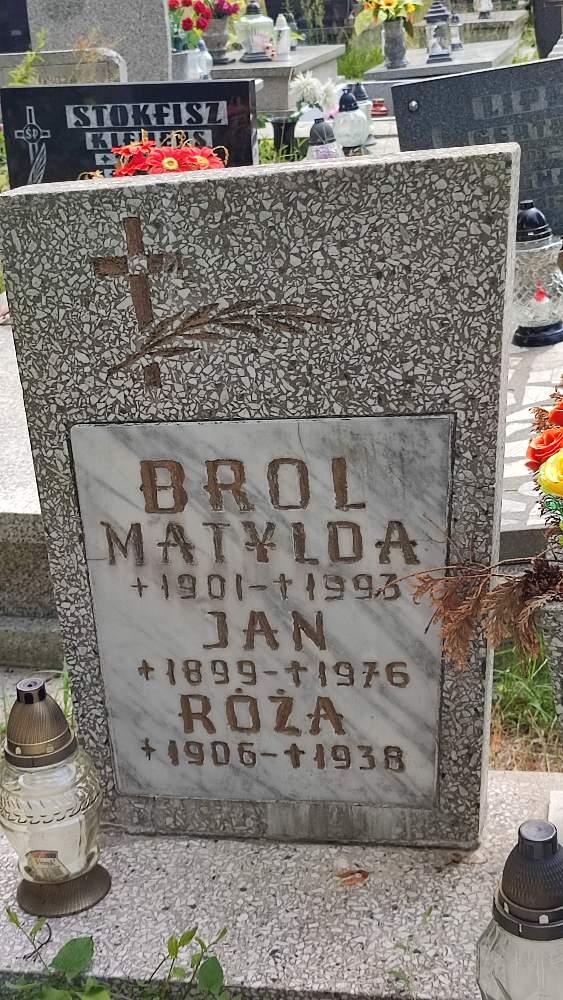 STOKFISZ
BROL
MATYLDA
+1901-+1993
JAN
+1899-+1976
RÓŻA
+1906-+1938